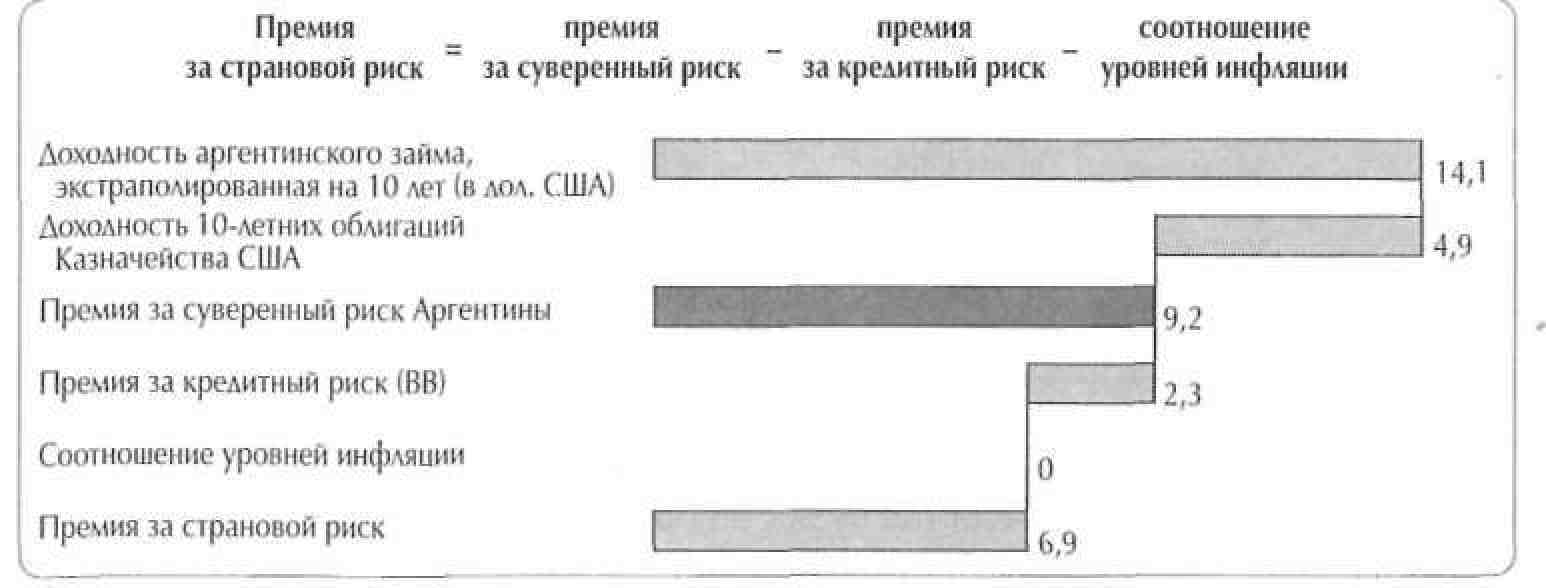 Премия за страновой риск = премия за суверенный риск – премия за кредитный риск – соотношение уровней инфляции
Доходность аргентинского займа,
экстраполированная на 10 лет (в дол. США)
14,1
Доходность 10-летних облигаций
Казначейства США
4,9
Премия за суверенный риск Аргентины
9,2
Премия за кредитный риск (ВВ)
2,3
Соотношение уровней инфляции
0
Премия за страновой риск
6,9